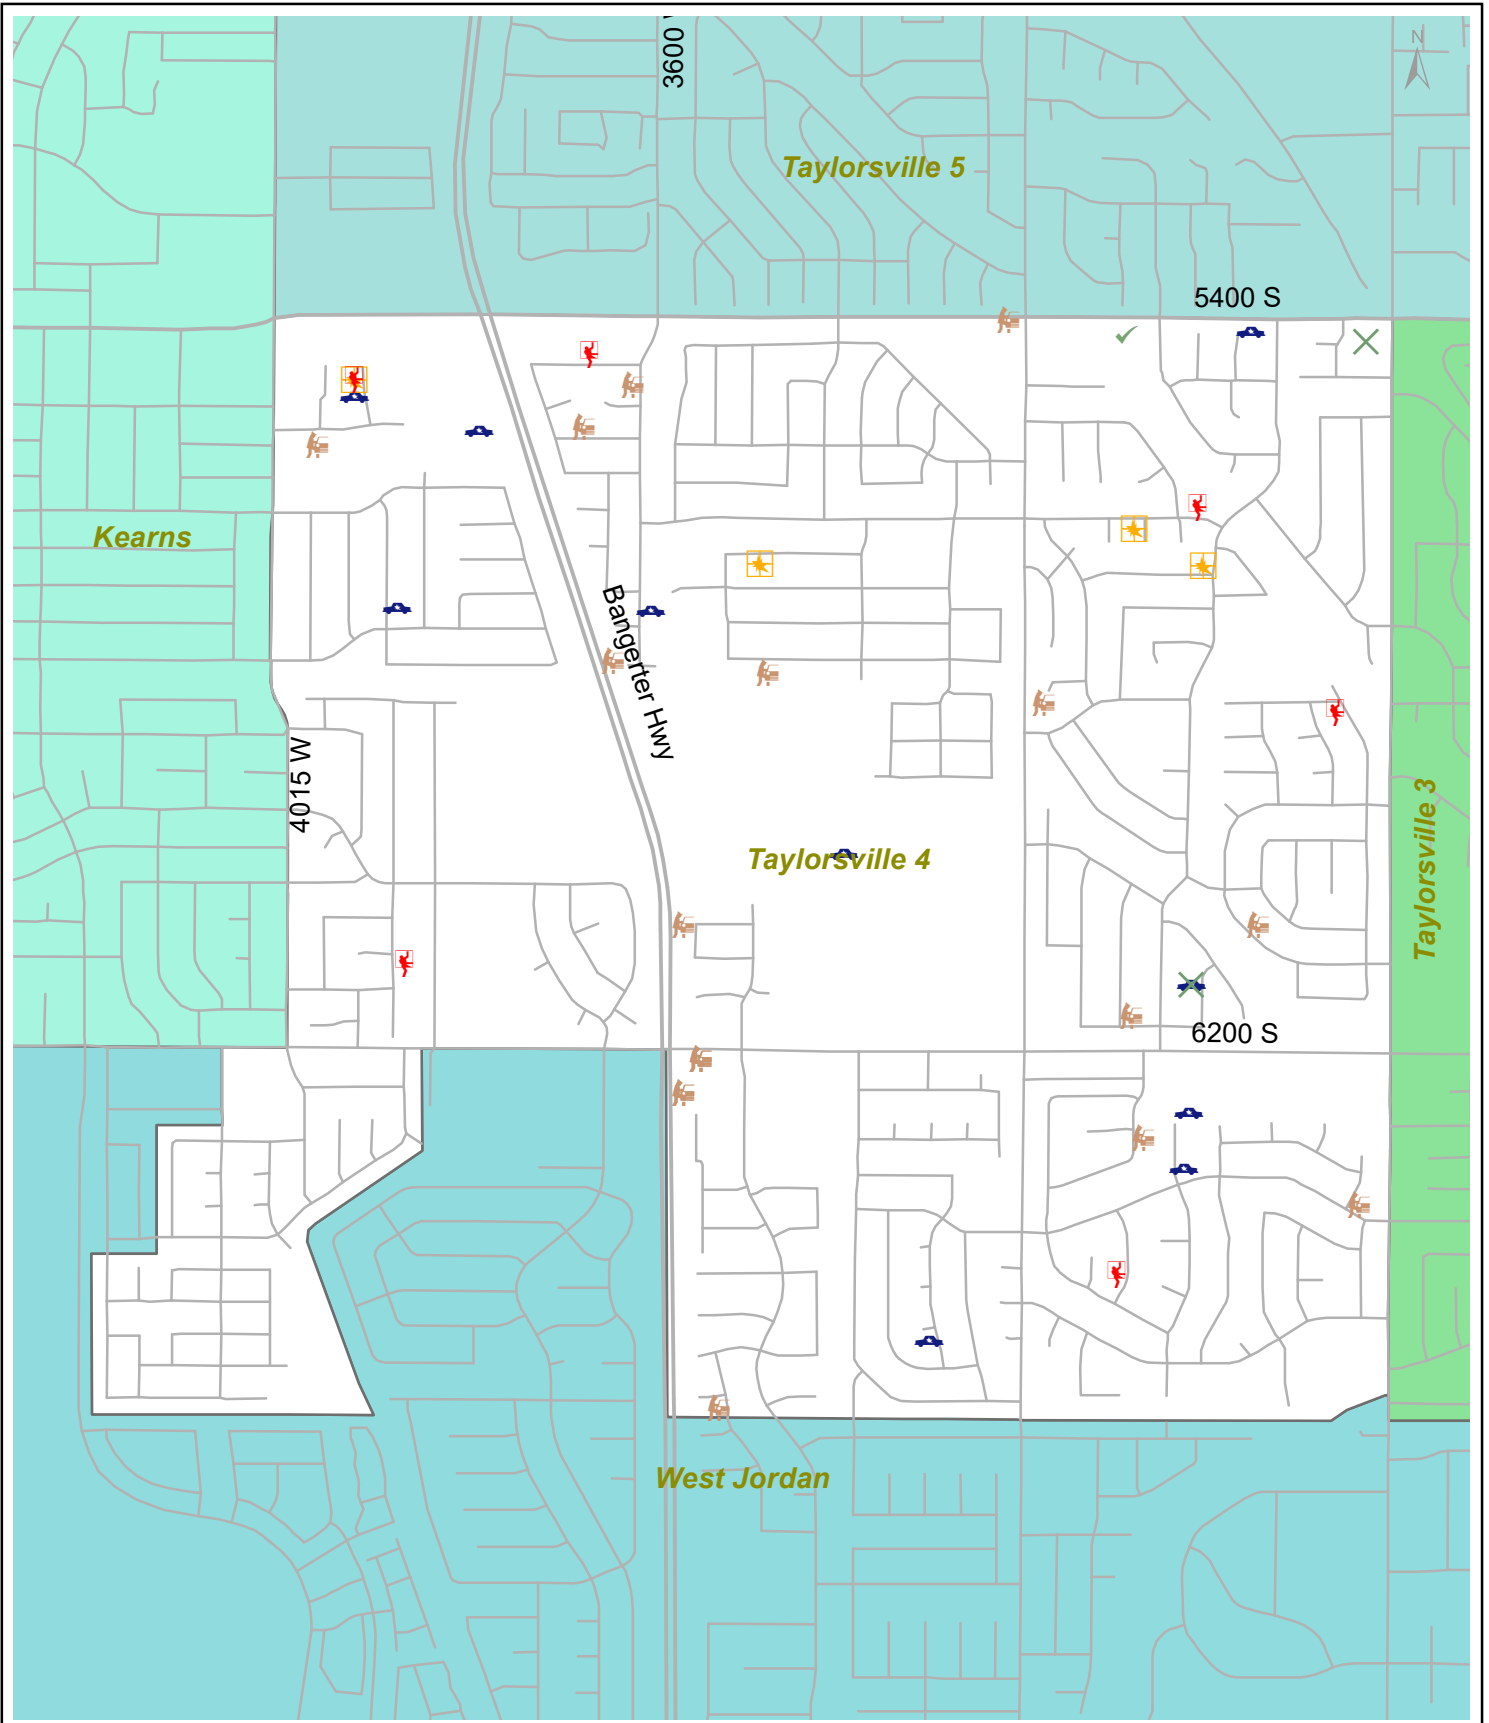 3600
N
Taylorsville 5
5400 S
Kearns
Bangerter Hwy
4015 W
Taylorsville 3
Taylorsville 4
6200 S
West Jordan